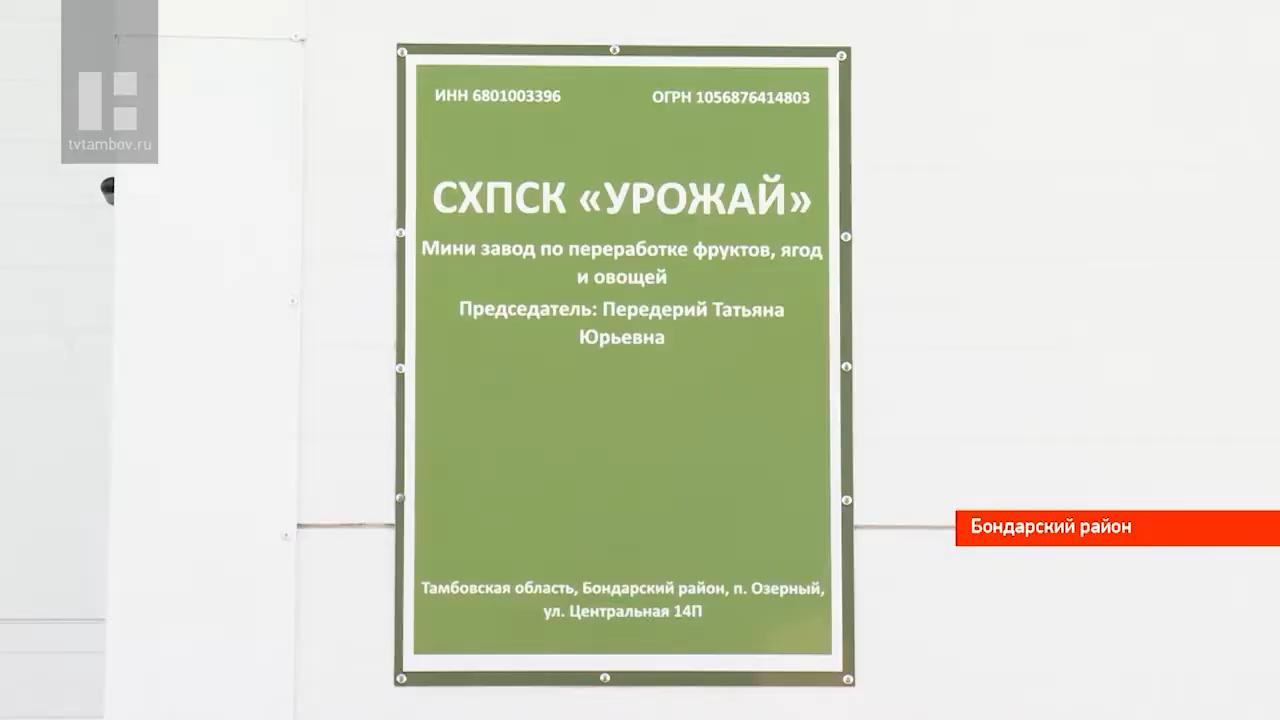 tvtambov.ru
ИНН 6801003396
ОГРН 1056876414803
СХПСК «УРОЖАЙ»
Мини завод по переработке фруктов, ягод
и овощей
Председатель: Передерий Татьяна
Юрьевна
Бондарский район
Тамбовская область, Бондарский район, п. Озерный,
ул. Центральная 14П